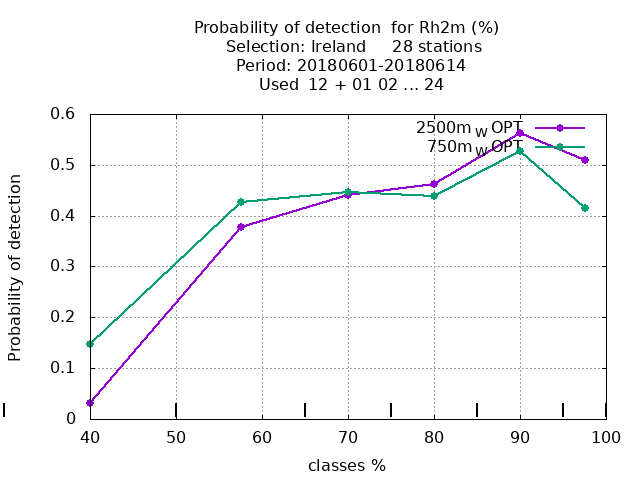 Probability of detection  for Rh2m (%)
Selection: Ireland     28 stations
Period: 20180601-20180614
Used  12 + 01 02 ... 24
2500m W OPT
750m W OPT
Probability of detection
0.6
0.5
0.4
0.3
0.2
0.1
0
40 50 60 70 80 90 100
classes %